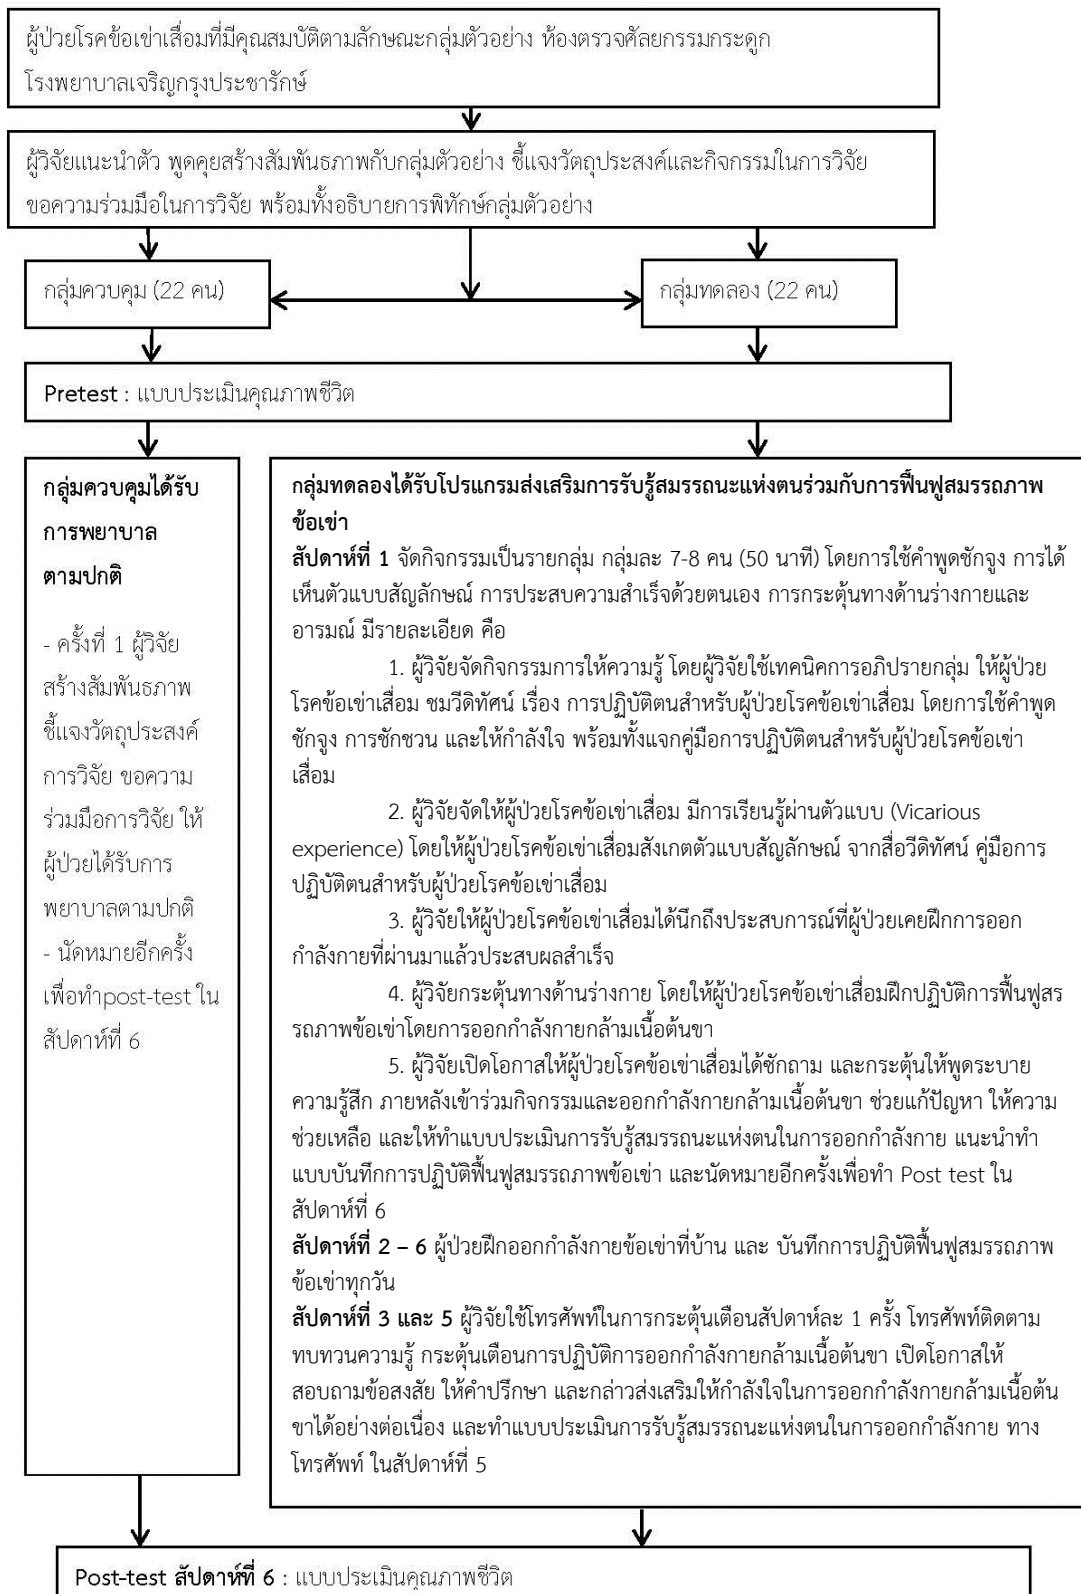 ผู้ป่วยโรคข้อเข่าเสื่อมที่มีคุณสมบัติตามลักษณะกลุ่มตัวอย่าง ห้องตรวจศัลยกรรมกระดูก
โรงพยาบาลเจริญกรุงประชารักษ์
ผู้วิจัยแนะนำตัว พูดคุยสร้างสัมพันธภาพกับกลุ่มตัวอย่าง ชี้แจงวัตถุประสงค์และกิจกรรมในการวิจัย
ขอความร่วมมือในการวิจัย พร้อมทั้งอธิบายการพิทักษ์กลุ่มตัวอย่าง
กลุ่มควบคุม (22 คน)
กลุ่มทดลอง (22 คน)
Pretest : แบบประเมินคุณภาพชีวิต
กลุ่มควบคุมได้รับ
การพยาบาล
ตามปกติ
- ครั้งที่ 1 ผู้วิจัย
สร้างสัมพันธภาพ
ชี้แจงวัตถุประสงค์
การวิจัย ขอความ
ร่วมมือการวิจัย ให้
ผู้ป่วยได้รับการ
พยาบาลตามปกติ
- นัดหมายอีกครั้ง
เพื่อทำpost-test ใน
สัปดาห์ที่ 6
กลุ่มทดลองได้รับโปรแกรมส่งเสริมการรับรู้สมรรถนะแห่งตนร่วมกับการฟื้นฟูสมรรถภาพ
ข้อเข่า
สัปดาห์ที่ 1 จัดกิจกรรมเป็นรายกลุ่ม กลุ่มละ 7-8 คน (50 นาที) โดยการใช้คำพูดชักจูง การได้
เห็นตัวแบบสัญลักษณ์ การประสบความสำเร็จด้วยตนเอง การกระตุ้นทางด้านร่างกายและ
อารมณ์ มีรายละเอียด คือ
1. ผู้วิจัยจัดกิจกรรมการให้ความรู้ โดยผู้วิจัยใช้เทคนิคการอภิปรายกลุ่ม ให้ผู้ป่วย
โรคข้อเข่าเสื่อม ชมวีดิทัศน์ เรื่อง การปฏิบัติตนสำหรับผู้ป่วยโรคข้อเข่าเสื่อม โดยการใช้คำพูด
ชักจูง การชักชวน และให้กำลังใจ พร้อมทั้งแจกคู่มือการปฏิบัติตนสำหรับผู้ป่วยโรคข้อเข่า
เสื่อม
2. ผู้วิจัยจัดให้ผู้ป่วยโรคข้อเข่าเสื่อม มีการเรียนรู้ผ่านตัวแบบ (Vicarious
experience) โดยให้ผู้ป่วยโรคข้อเข่าเสื่อมสังเกตตัวแบบสัญลักษณ์ จากสื่อวีดิทัศน์ คู่มือการ
ปฏิบัติตนสำหรับผู้ป่วยโรคข้อเข่าเสื่อม
3. ผู้วิจัยให้ผู้ป่วยโรคข้อเข่าเสื่อมได้นึกถึงประสบการณ์ที่ผู้ป่วยเคยฝึกการออก
กำลังกายที่ผ่านมาแล้วประสบผลสำเร็จ
4. ผู้วิจัยกระตุ้นทางด้านร่างกาย โดยให้ผู้ป่วยโรคข้อเข่าเสื่อมฝึกปฏิบัติการฟื้นฟูสร
รถภาพข้อเข่าโดยการออกกำลังกายกล้ามเนื้อต้นขา
5. ผู้วิจัยเปิดโอกาสให้ผู้ป่วยโรคข้อเข่าเสื่อมได้ซักถาม และกระตุ้นให้พูดระบาย
ความรู้สึก ภายหลังเข้าร่วมกิจกรรมและออกกำลังกายกล้ามเนื้อต้นขา ช่วยแก้ปัญหา ให้ความ
ช่วยเหลือ และให้ทำแบบประเมินการรับรู้สมรรถนะแห่งตนในการออกกำลังกาย แนะนำทำ
แบบบันทึกการปฏิบัติฟื้นฟูสมรรถภาพข้อเข่า และนัดหมายอีกครั้งเพื่อทำ Post test ใน
สัปดาห์ที่ 6
สัปดาห์ที่ 2 – 6 ผู้ป่วยฝึกออกกำลังกายข้อเข่าที่บ้าน และ บันทึกการปฏิบัติฟื้นฟูสมรรถภาพ
ข้อเข่าทุกวัน
สัปดาห์ที่ 3 และ 5 ผู้วิจัยใช้โทรศัพท์ในการกระตุ้นเตือนสัปดาห์ละ 1 ครั้ง โทรศัพท์ติดตาม
ทบทวนความรู้ กระตุ้นเตือนการปฏิบัติการออกกำลังกายกล้ามเนื้อต้นขา เปิดโอกาสให้
สอบถามข้อสงสัย ให้คำปรึกษา และกล่าวส่งเสริมให้กำลังใจในการออกกำลังกายกล้ามเนื้อต้น
ขาได้อย่างต่อเนื่อง และทำแบบประเมินการรับรู้สมรรถนะแห่งตนในการออกกำลังกาย ทาง
โทรศัพท์ ในสัปดาห์ที่ 5
Post-test สัปดาห์ที่ 6 : แบบประเมินคุณภาพชีวิต